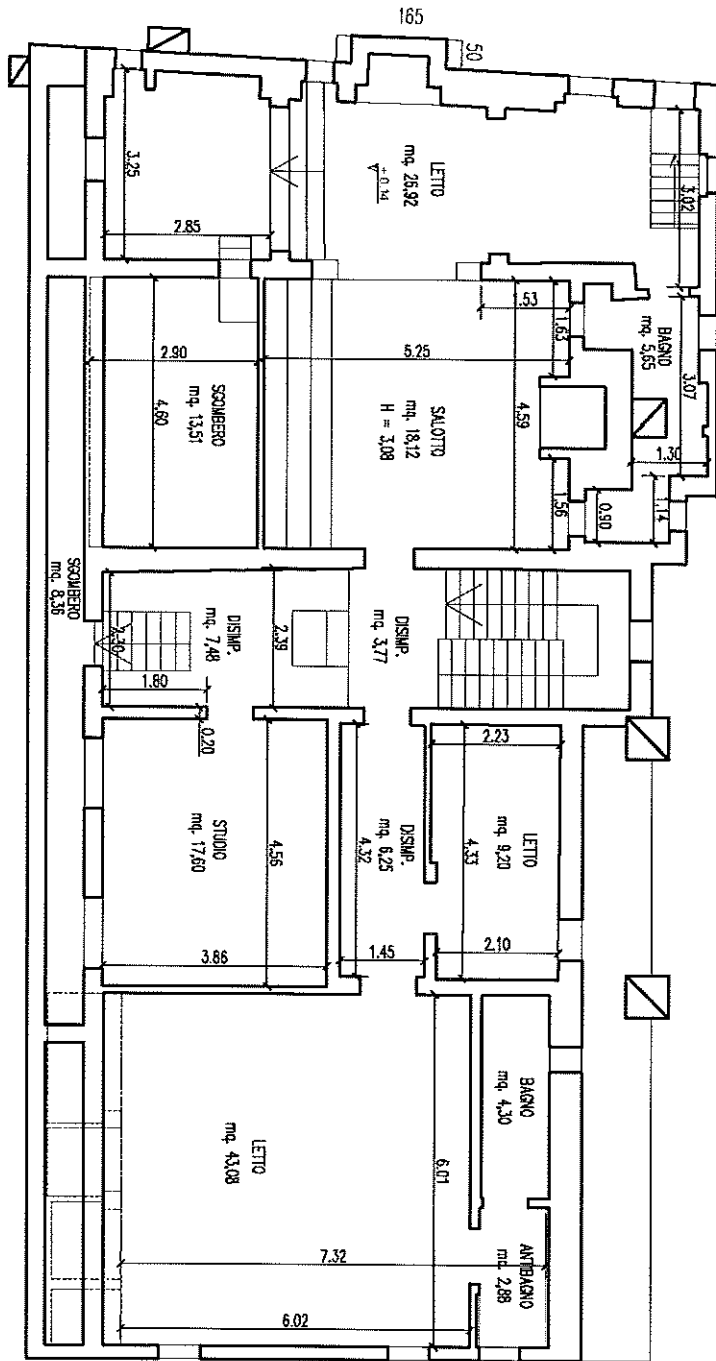 165
50
LETTO
mq. 26,92
+ 0.14
3.25
2.85
3.02
BAGNO
mq. 5,65
3.07
1.30
1.14
0.90
.53
1.63
4.59
1.56
5.25
SALOTTO
mq. 18,12
H = 3,08
2.90
4.60
SGOMBERO
mq. 13,51
SGOMBERO
mq. 8,36
DISIMP.
mq. 7,48
2.30
1.80
0.20
2.39
DISIMP.
mq. 3,77
STUDIO
mq. 17,60
4.56
3.86
DISIMP.
mq. 6,25
4.32
1.45
2.23
LETTO
mq. 9,20
4.33
2.10
LETTO
mq. 43,08
6.01
7.32
6.02
BAGNO
mq. 4,30
ANTIBAGNO
mq. 2,88